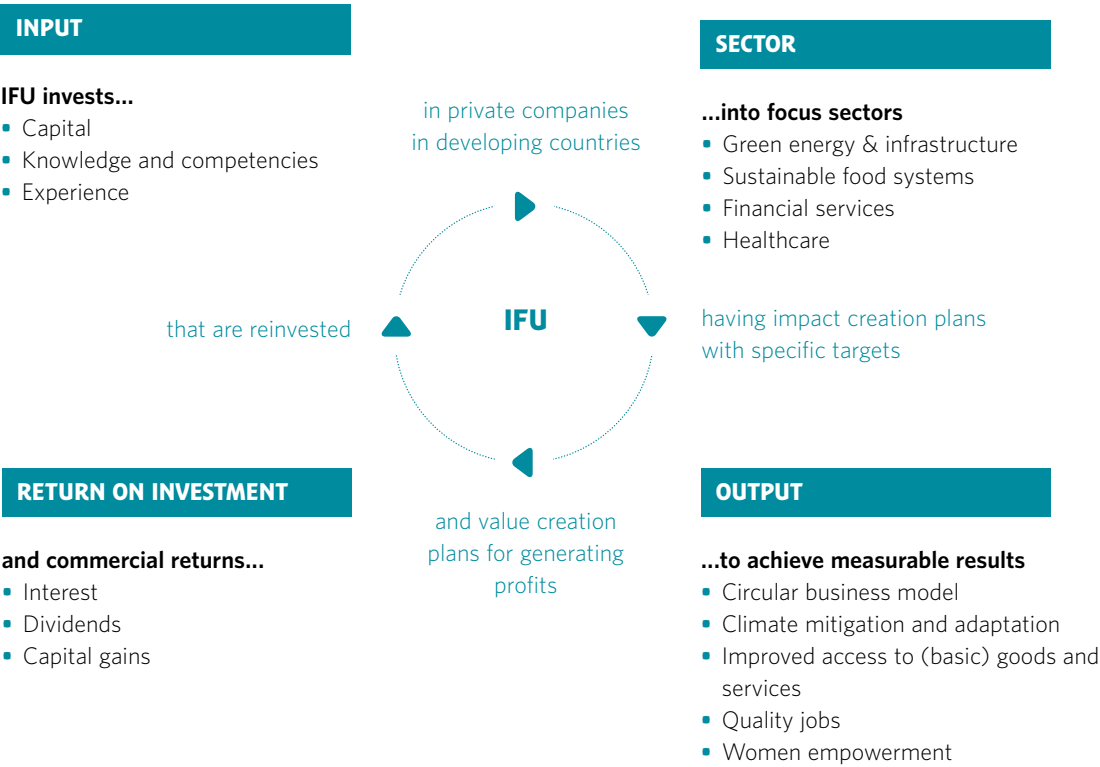 INPUT
IFU invests...
Capital
Knowledge and competencies
Experience
in private companies
in developing countries
SECTOR
...into focus sectors
Green energy & infrastructure
Sustainable food systems
Financial services
Healthcare
that are reinvested
IFU
having impact creation plans
with specific targets
RETURN ON INVESTMENT
and commercial returns...
Interest
Dividends
Capital gains
and value creation
plans for generating
profits
OUTPUT
...to achieve measurable results
Circular business model
Climate mitigation and adaptation
Improved access to (basic) goods and
services
Quality jobs
Women empowerment